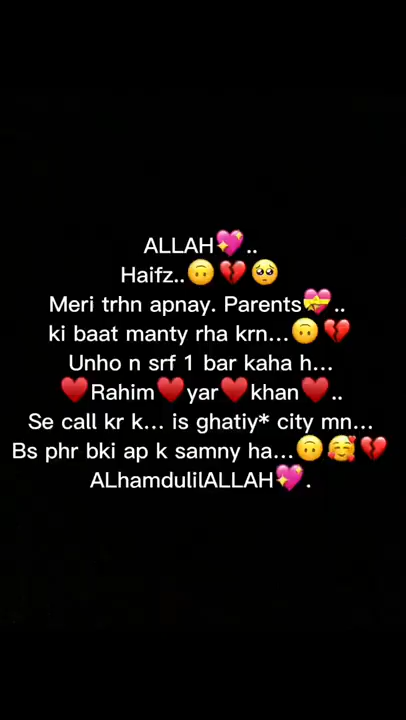 ALLAH💖..
Haifz..🙃💔🥺
Meri trhn apnay. Parents💝..
ki baat manty rha krn...🙃💔
Unho n srf 1 bar kaha h...
♥️Rahim♥️yar♥️khan♥️..
Se call kr k... is ghatiy* city mn...
Bs phr bki ap k samny ha...🙃🥰💔
ALhamdulilALLAH💖.